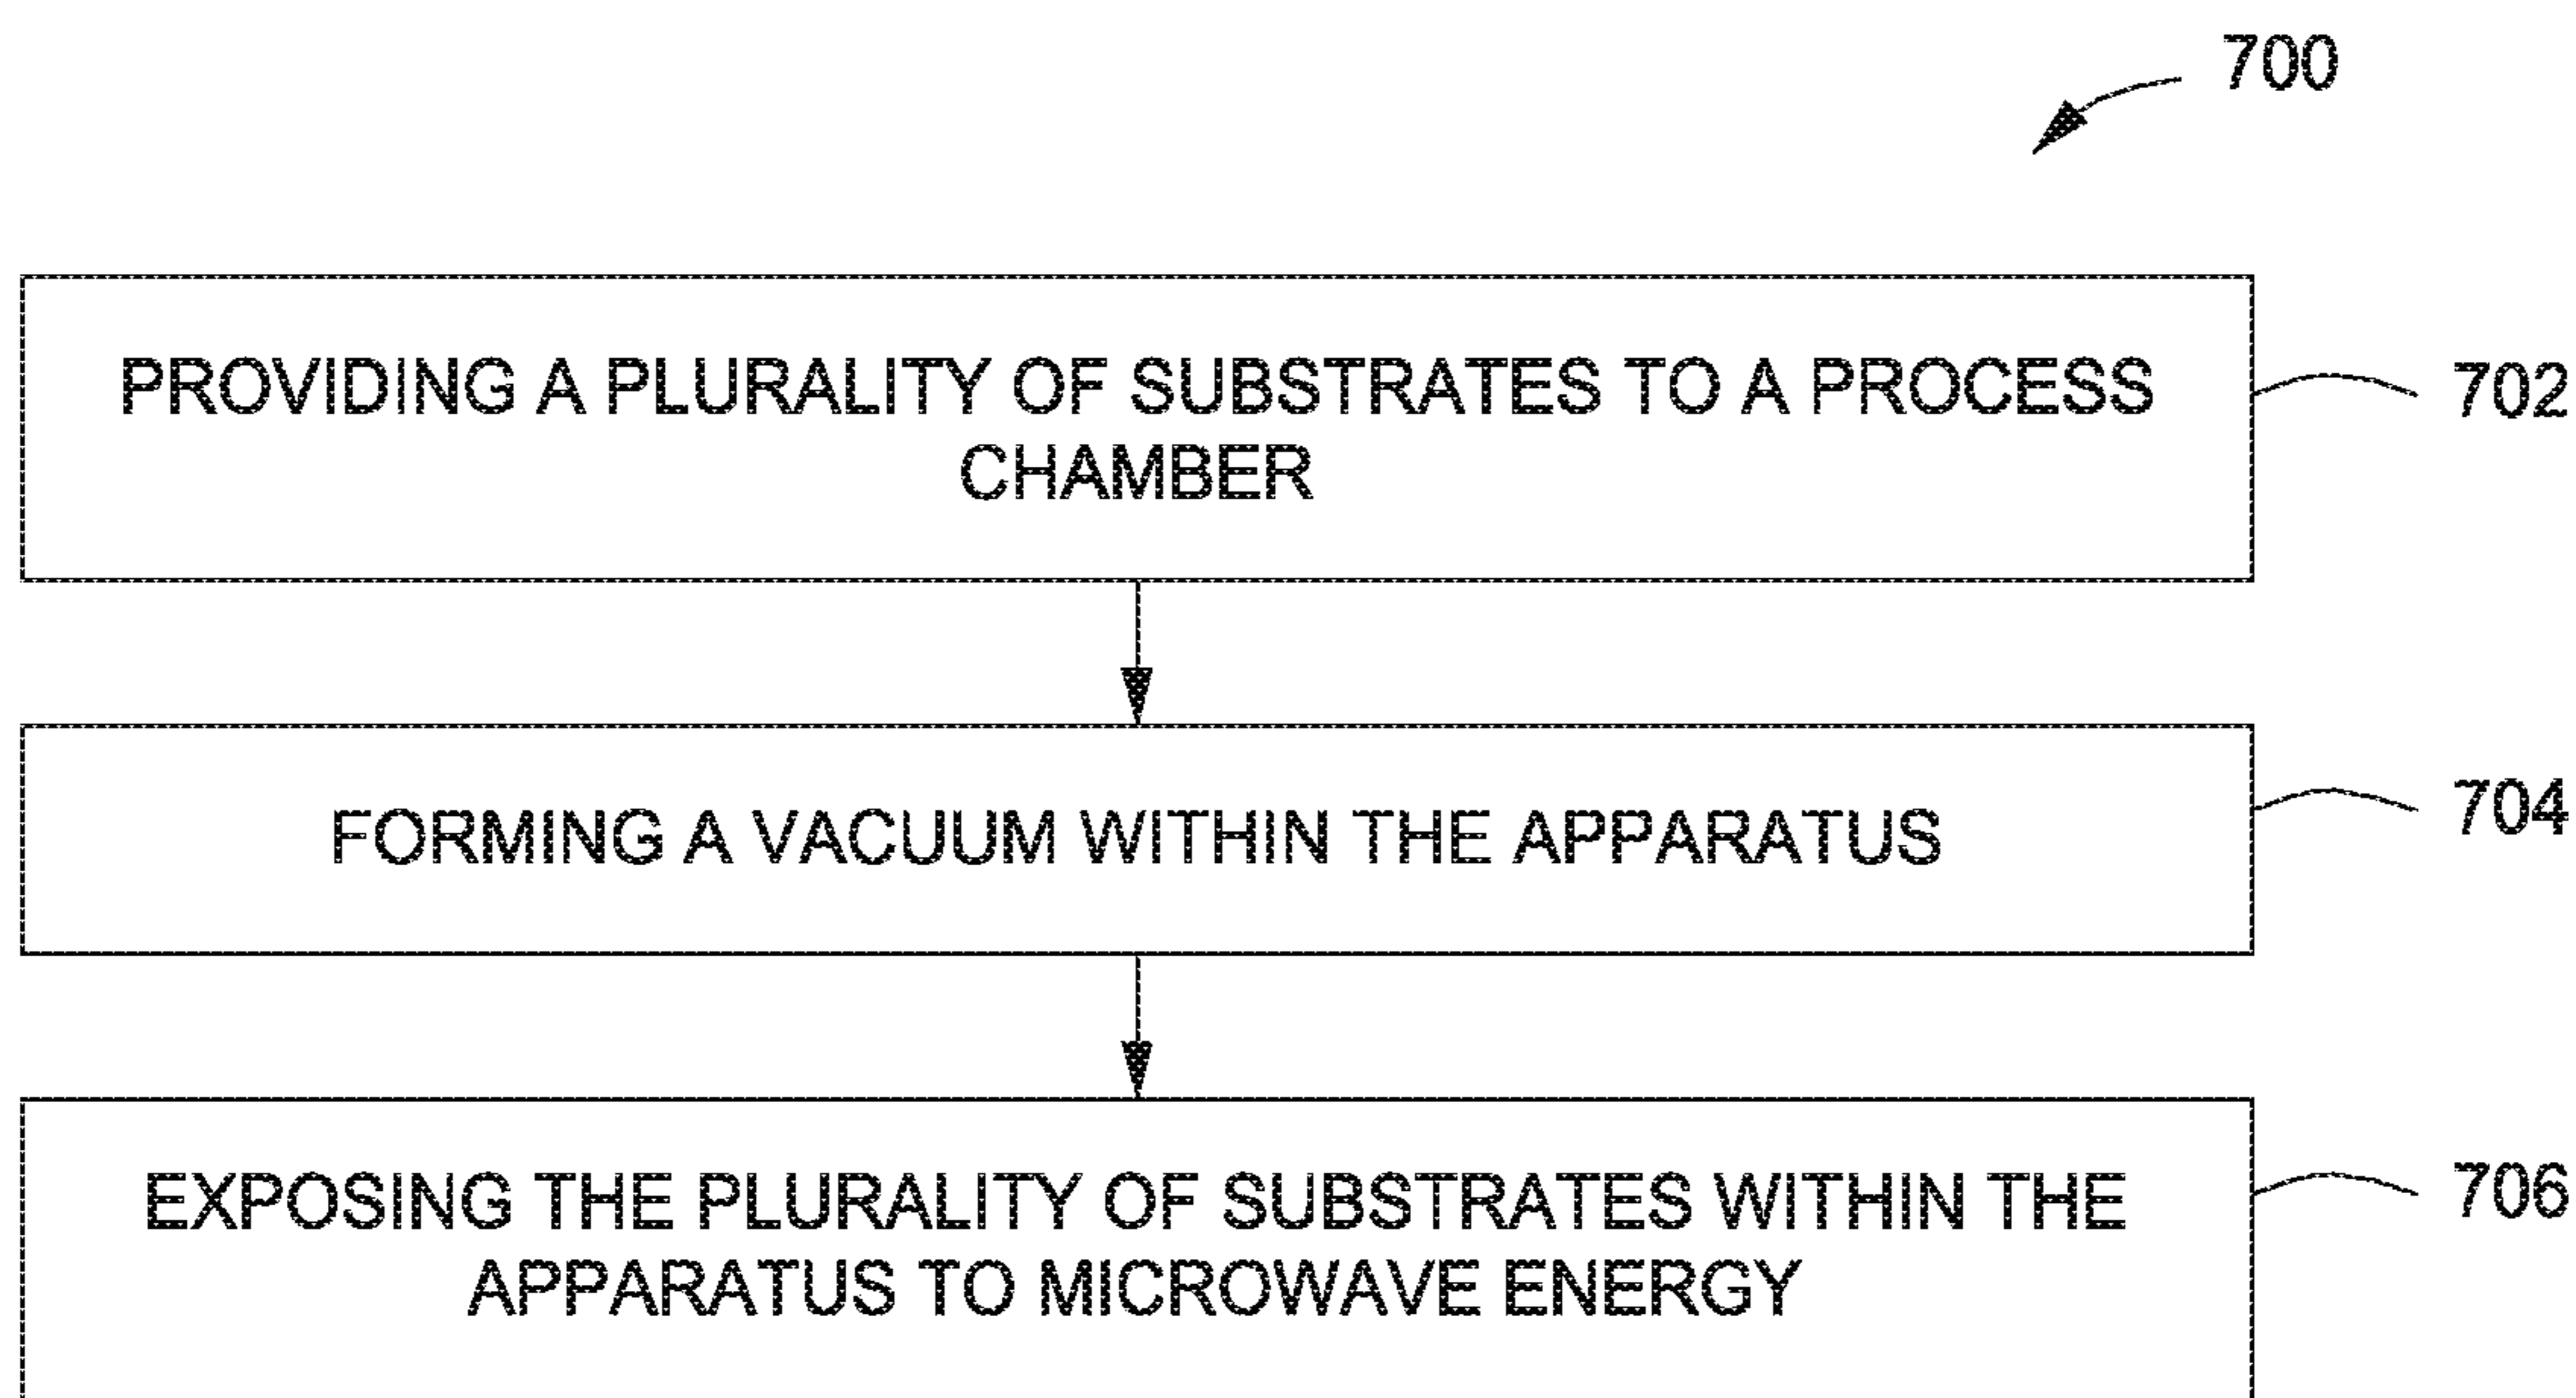 700
PROVIDING A PLURALITY OF SUBSTRATES TO A PROCESS
CHAMBER
702
FORMING A VACUUM WITHIN THE APPARATUS
704
EXPOSING THE PLURALITY OF SUBSTRATES WITHIN THE
APPARATUS TO MICROWAVE ENERGY
706